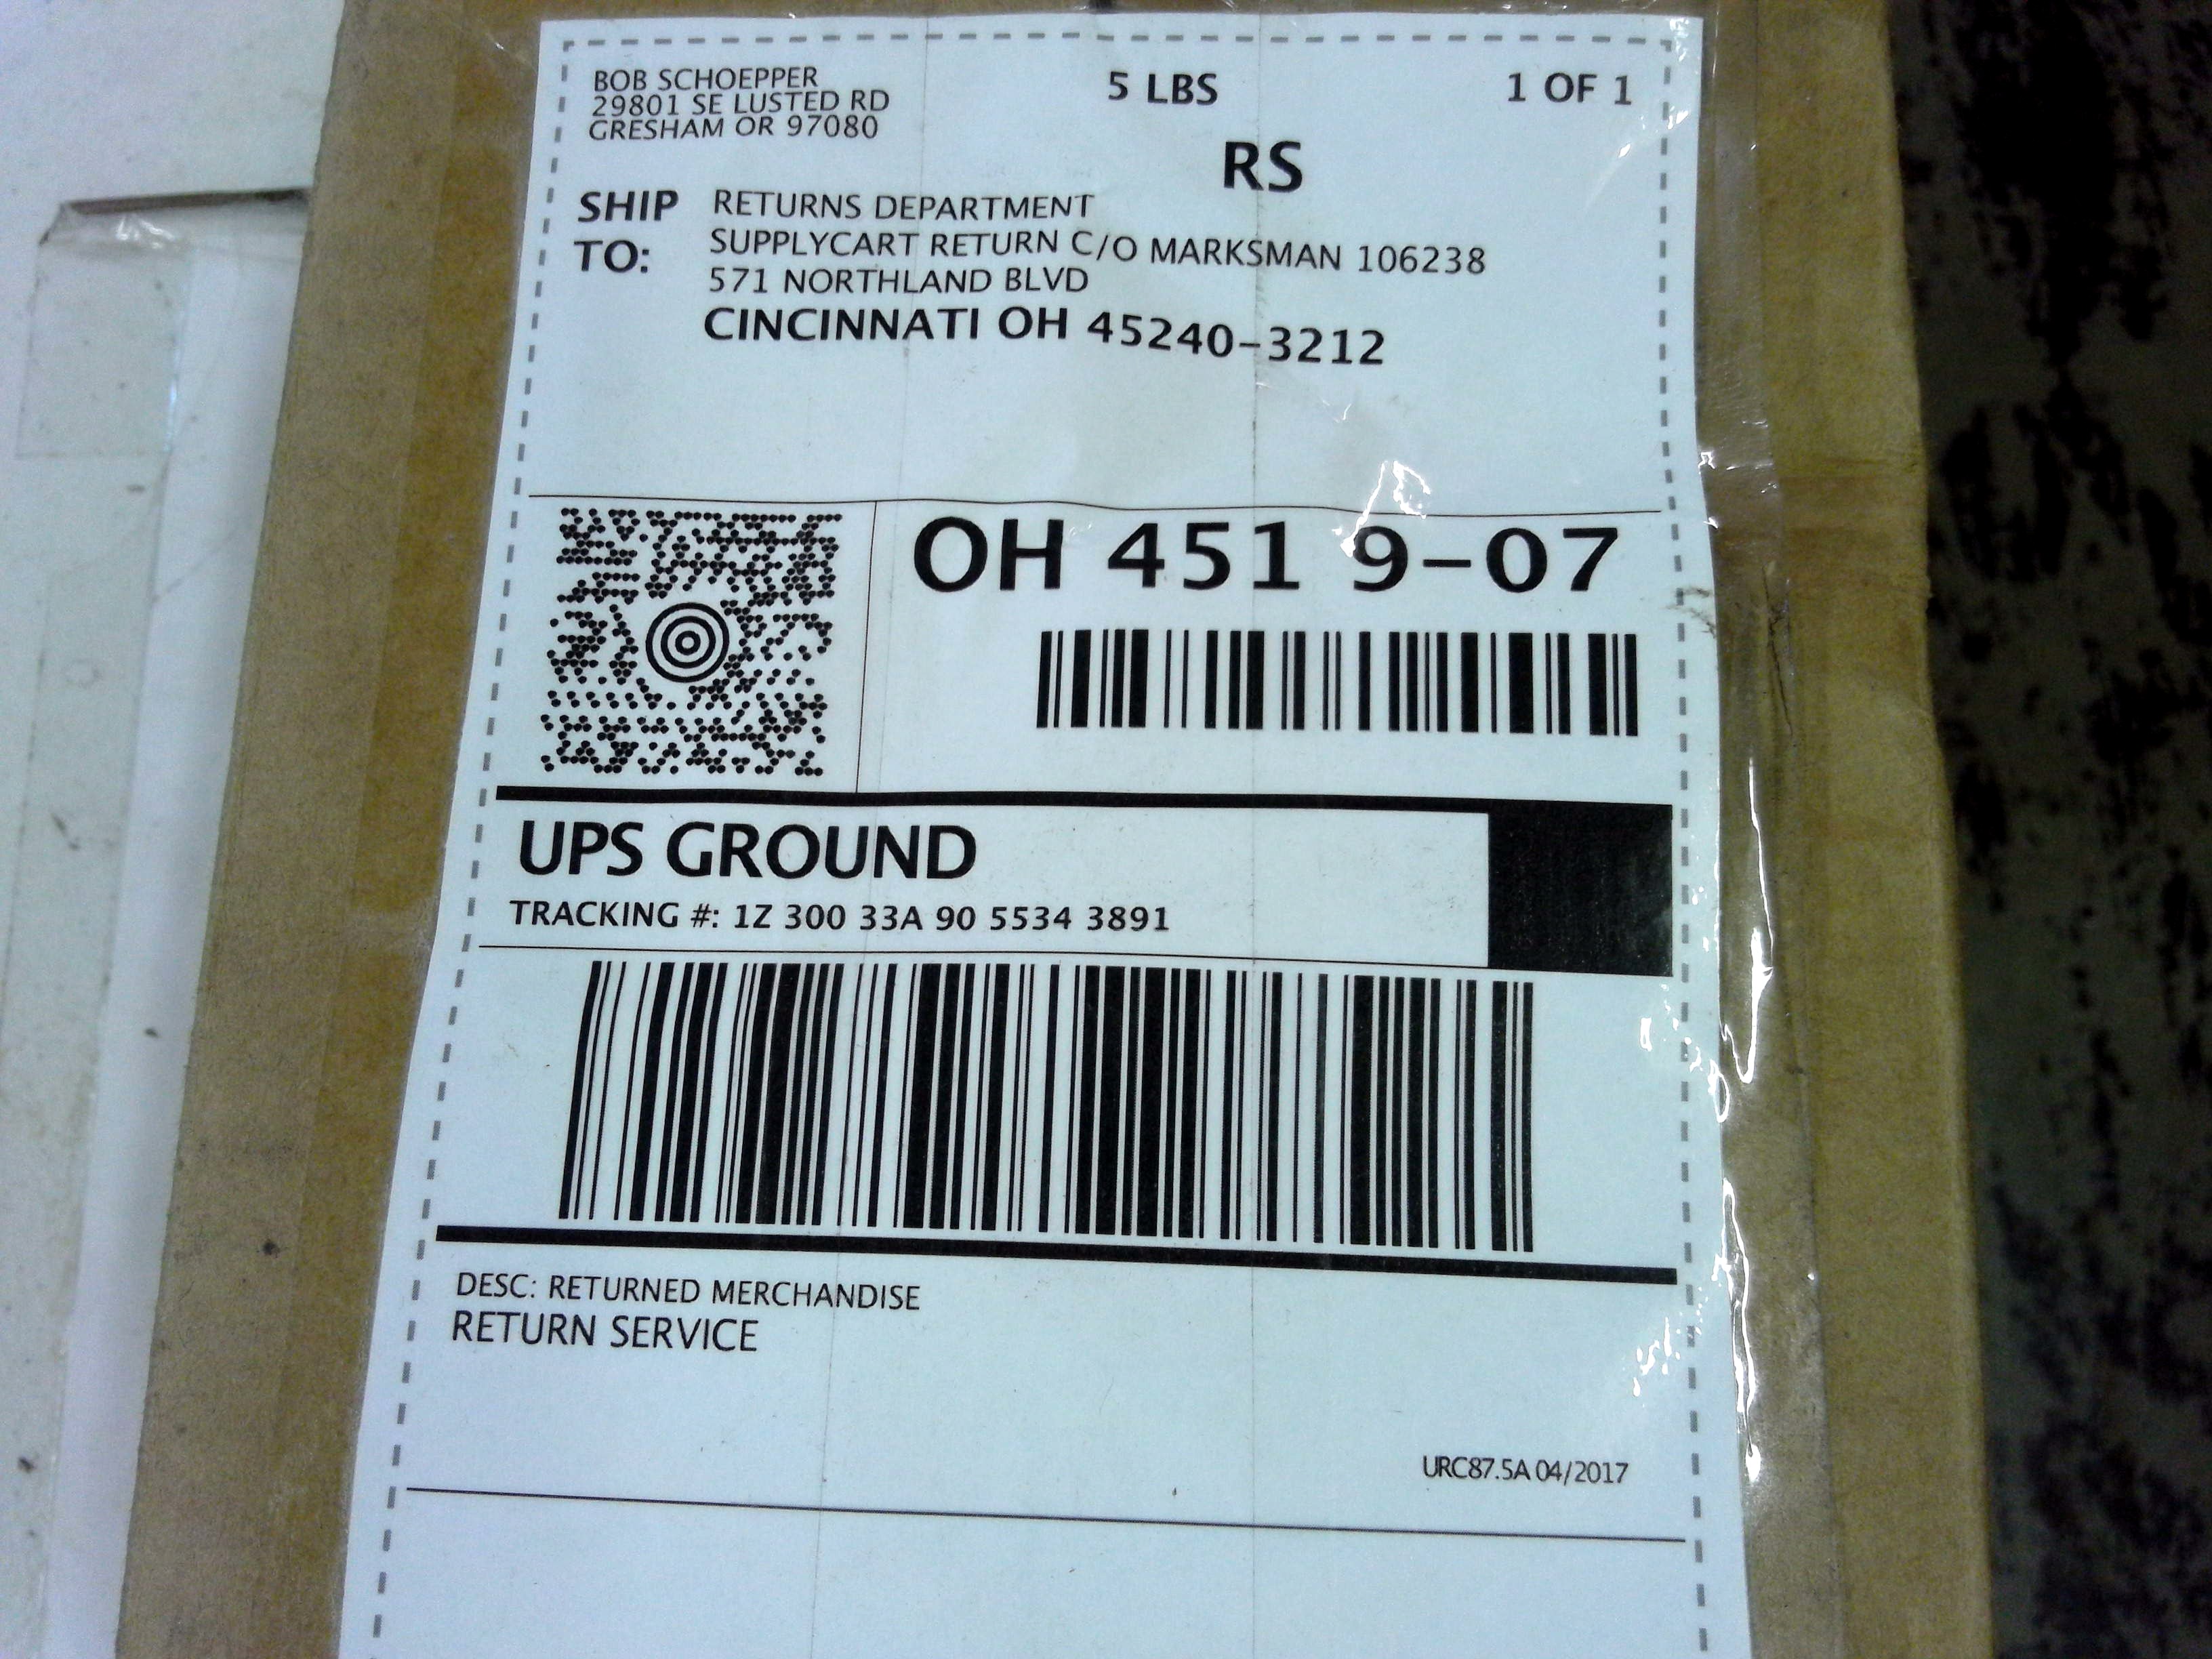 BOB SCHOEPPER
29801 SE LUSTED RD
GRESHAM OR 97080
5 LBS
1 OF 1
RS
SHIP TO:
RETURNS DEPARTMENT
SUPPLYCART RETURN C/O MARKSMAN 106238
571 NORTHLAND BLVD
CINCINNATI OH 45240-3212
OH 451 9-07
UPS GROUND
TRACKING #: 1Z 300 33A 90 5534 3891
DESC: RETURNED MERCHANDISE
RETURN SERVICE
URC87.5A 04/2017